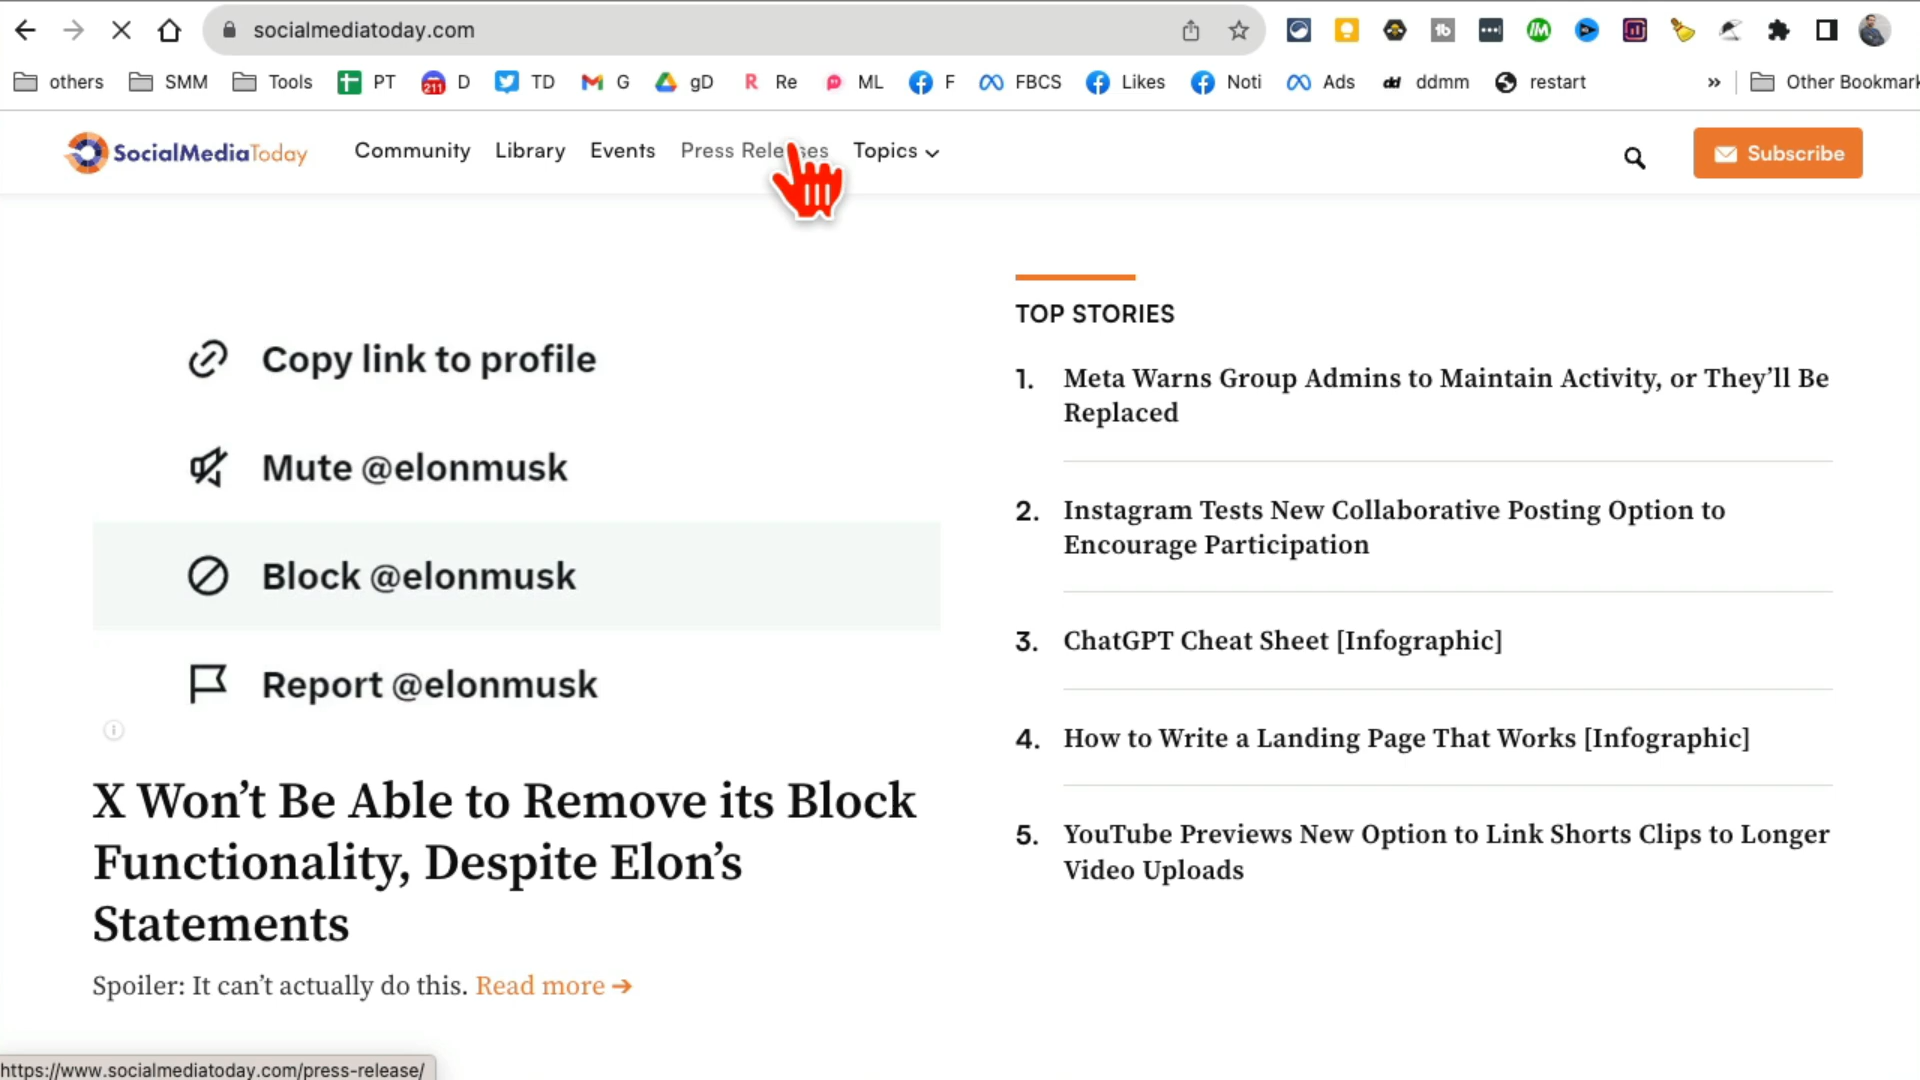 socialmediatoday.com
others SMM Tools PT 211 D TD G gD R Re ML F FBCS Likes Noti Ads dd ddmm restart » Other Bookmark
SocialMediaToday Community Library Events Press Releases Topics Subscribe
Copy link to profile
Mute @elonmusk
Block @elonmusk
Report @elonmusk
X Won’t Be Able to Remove its Block
Functionality, Despite Elon’s
Statements
Spoiler: It can’t actually do this. Read more →
TOP STORIES
1. Meta Warns Group Admins to Maintain Activity, or They’ll Be
Replaced
2. Instagram Tests New Collaborative Posting Option to
Encourage Participation
3. ChatGPT Cheat Sheet [Infographic]
4. How to Write a Landing Page That Works [Infographic]
5. YouTube Previews New Option to Link Shorts Clips to Longer
Video Uploads
https://www.socialmediatoday.com/press-release/